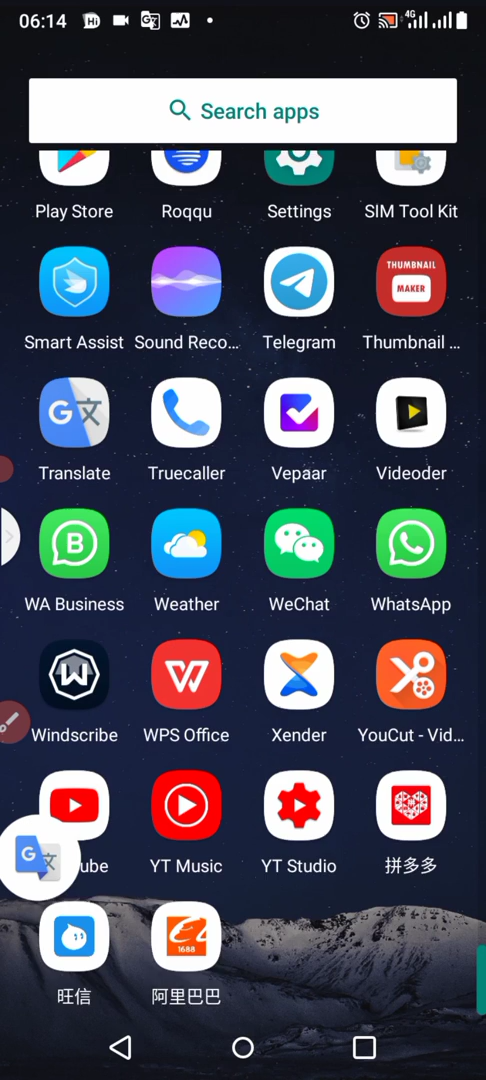 06:14
4G
Search apps
Play Store
Roqqu
Settings
SIM Tool Kit
THUMBNAIL
MAKER
Smart Assist
Sound Reco...
Telegram
Thumbnail ...
Translate
Truecaller
Vepaar
Videoder
WA Business
Weather
WeChat
WhatsApp
Windscribe
WPS Office
Xender
YouCut - Vid...
ube
YT Music
YT Studio
拼多多
1688
旺信
阿里巴巴